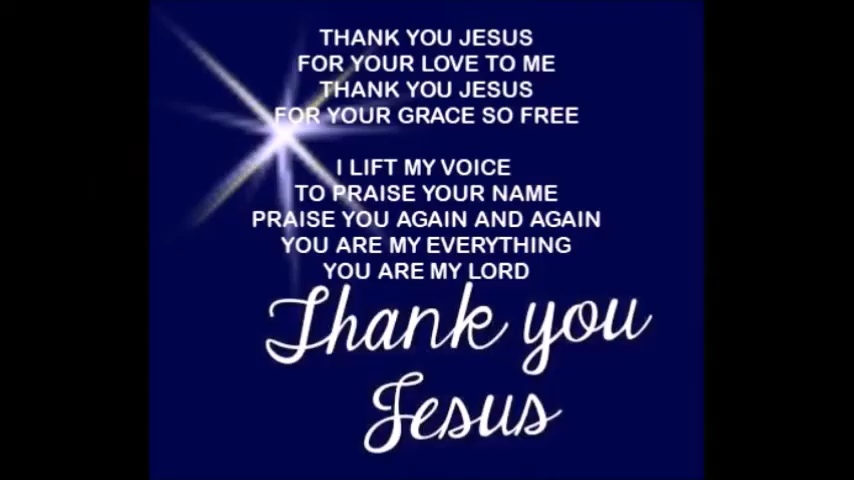 THANK YOU JESUS
FOR YOUR LOVE TO ME
THANK YOU JESUS
FOR YOUR GRACE SO FREE
I LIFT MY VOICE
TO PRAISE YOUR NAME
PRAISE YOU AGAIN AND AGAIN
YOU ARE MY EVERYTHING
YOU ARE MY LORD
Thank you
Jesus